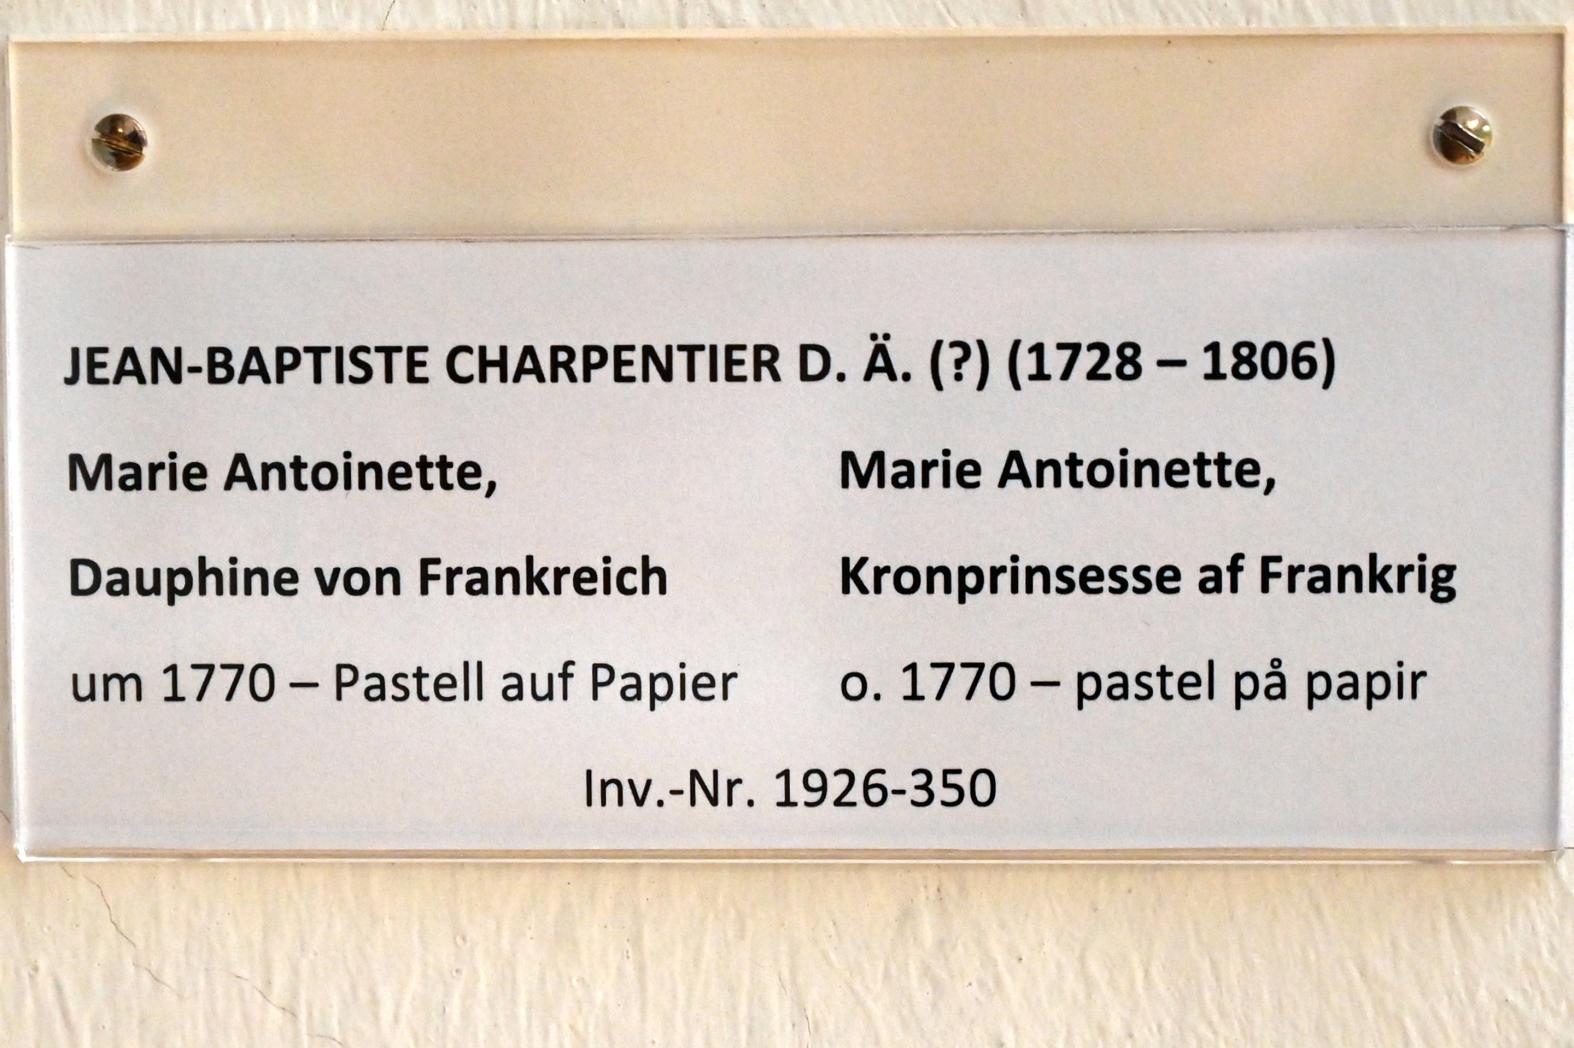 JEAN-BAPTISTE CHARPENTIER D. Ä. (?) (1728 – 1806)
Marie Antoinette,
Dauphine von Frankreich
um 1770 – Pastell auf Papier
Marie Antoinette,
Kronprinsesse af Frankrig
o. 1770 – pastel på papir
Inv.-Nr. 1926-350